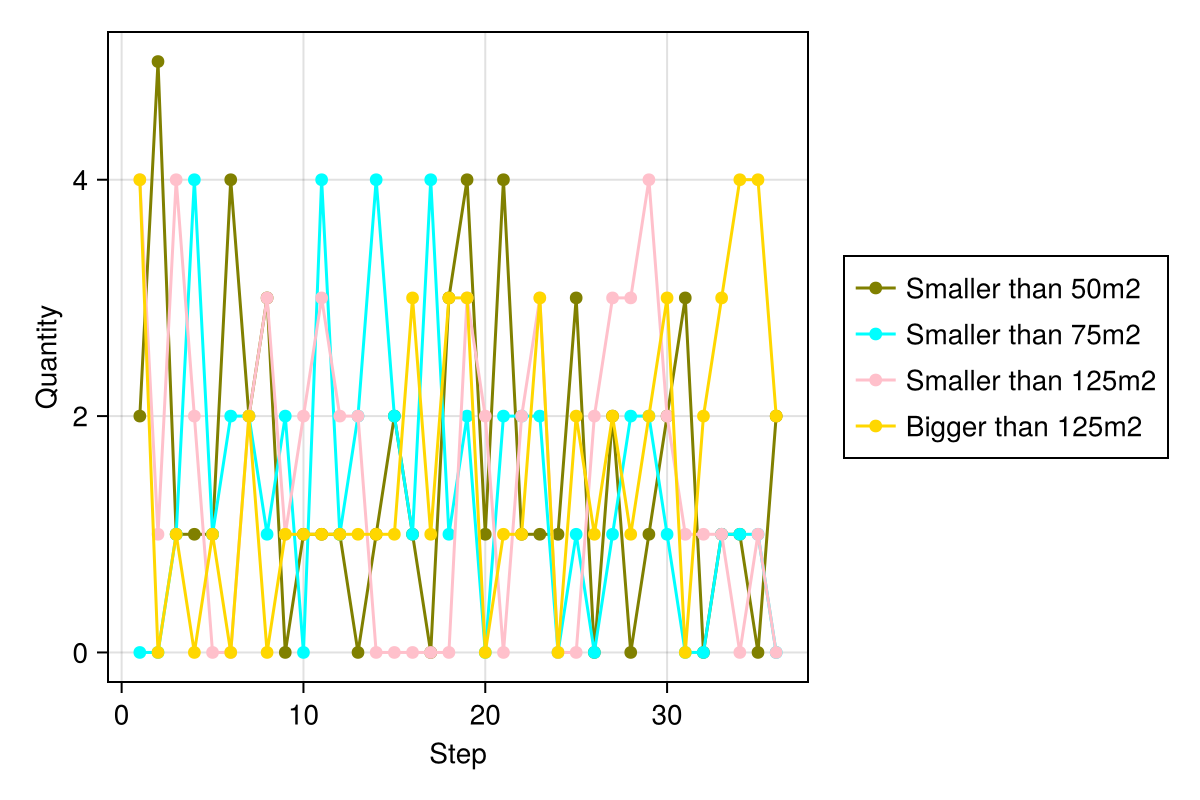 Quantity
4
2
0
0
10
20
30
Step
Smaller than 50m2
Smaller than 75m2
Smaller than 125m2
Bigger than 125m2